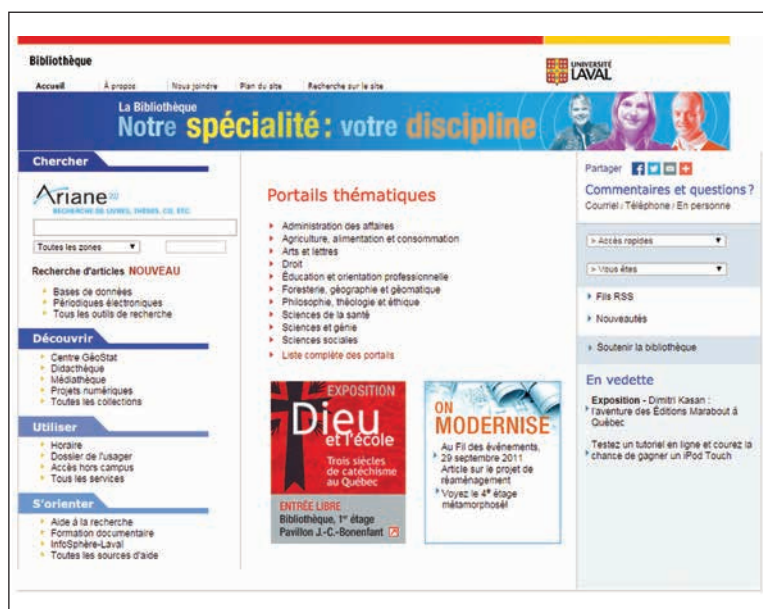 Bibliothèque
UNIVERSITÉ
LAVAL
Accueil À propos Nous joindre Plan du site Recherche sur le site
La Bibliothèque
Notre spécialité : votre discipline
Chercher
Ariane
RECHERCHE DE LIVRES, THÈSES, CD, ETC.
Toutes les zones
Recherche d'articles NOUVEAU
Bases de données
Périodiques électroniques
Tous les outils de recherche
Découvrir
Centre GéoStat
Didacthèque
Médiathèque
Projets numériques
Toutes les collections
Utiliser
Horaire
Dossier de l'usager
Accès hors campus
Tous les services
S'orienter
Aide à la recherche
Formation documentaire
InfoSphère-Laval
Toutes les sources d'aide
Portails thématiques
Administration des affaires
Agriculture, alimentation et consommation
Arts et lettres
Droit
Éducation et orientation professionnelle
Foresterie, géographie et géomatique
Philosophie, théologie et éthique
Sciences de la santé
Sciences et génie
Sciences sociales
Liste complète des portails
EXPOSITION
Dieu
et l'école
Trois siècles
de catéchisme
au Québec
ENTRÉE LIBRE
Bibliothèque, 1er étage
Pavillon J.-C.-Bonenfant
ON
MODERNISE
Au Fil des événements,
29 septembre 2011
Article sur le projet de
réaménagement
Voyez le 4e étage
métamorphosé!
Partager
Commentaires et questions ?
Courriel / Téléphone / En personne
> Accès rapides
> Vous êtes
Fils RSS
Nouveautés
Soutenir la bibliothèque
En vedette
Exposition - Dimitri Kasan :
l'aventure des Éditions Marabout à
Québec
Testez un tutoriel en ligne et courez la
chance de gagner un iPod Touch